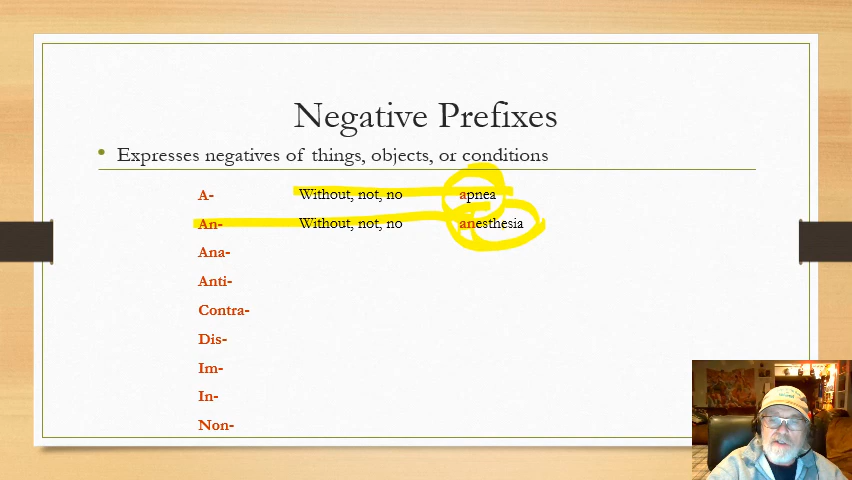 Negative Prefixes
• Expresses negatives of things, objects, or conditions
A- Without, not, no apnea
An- Without, not, no anesthesia
Ana-
Anti-
Contra-
Dis-
Im-
In-
Non-